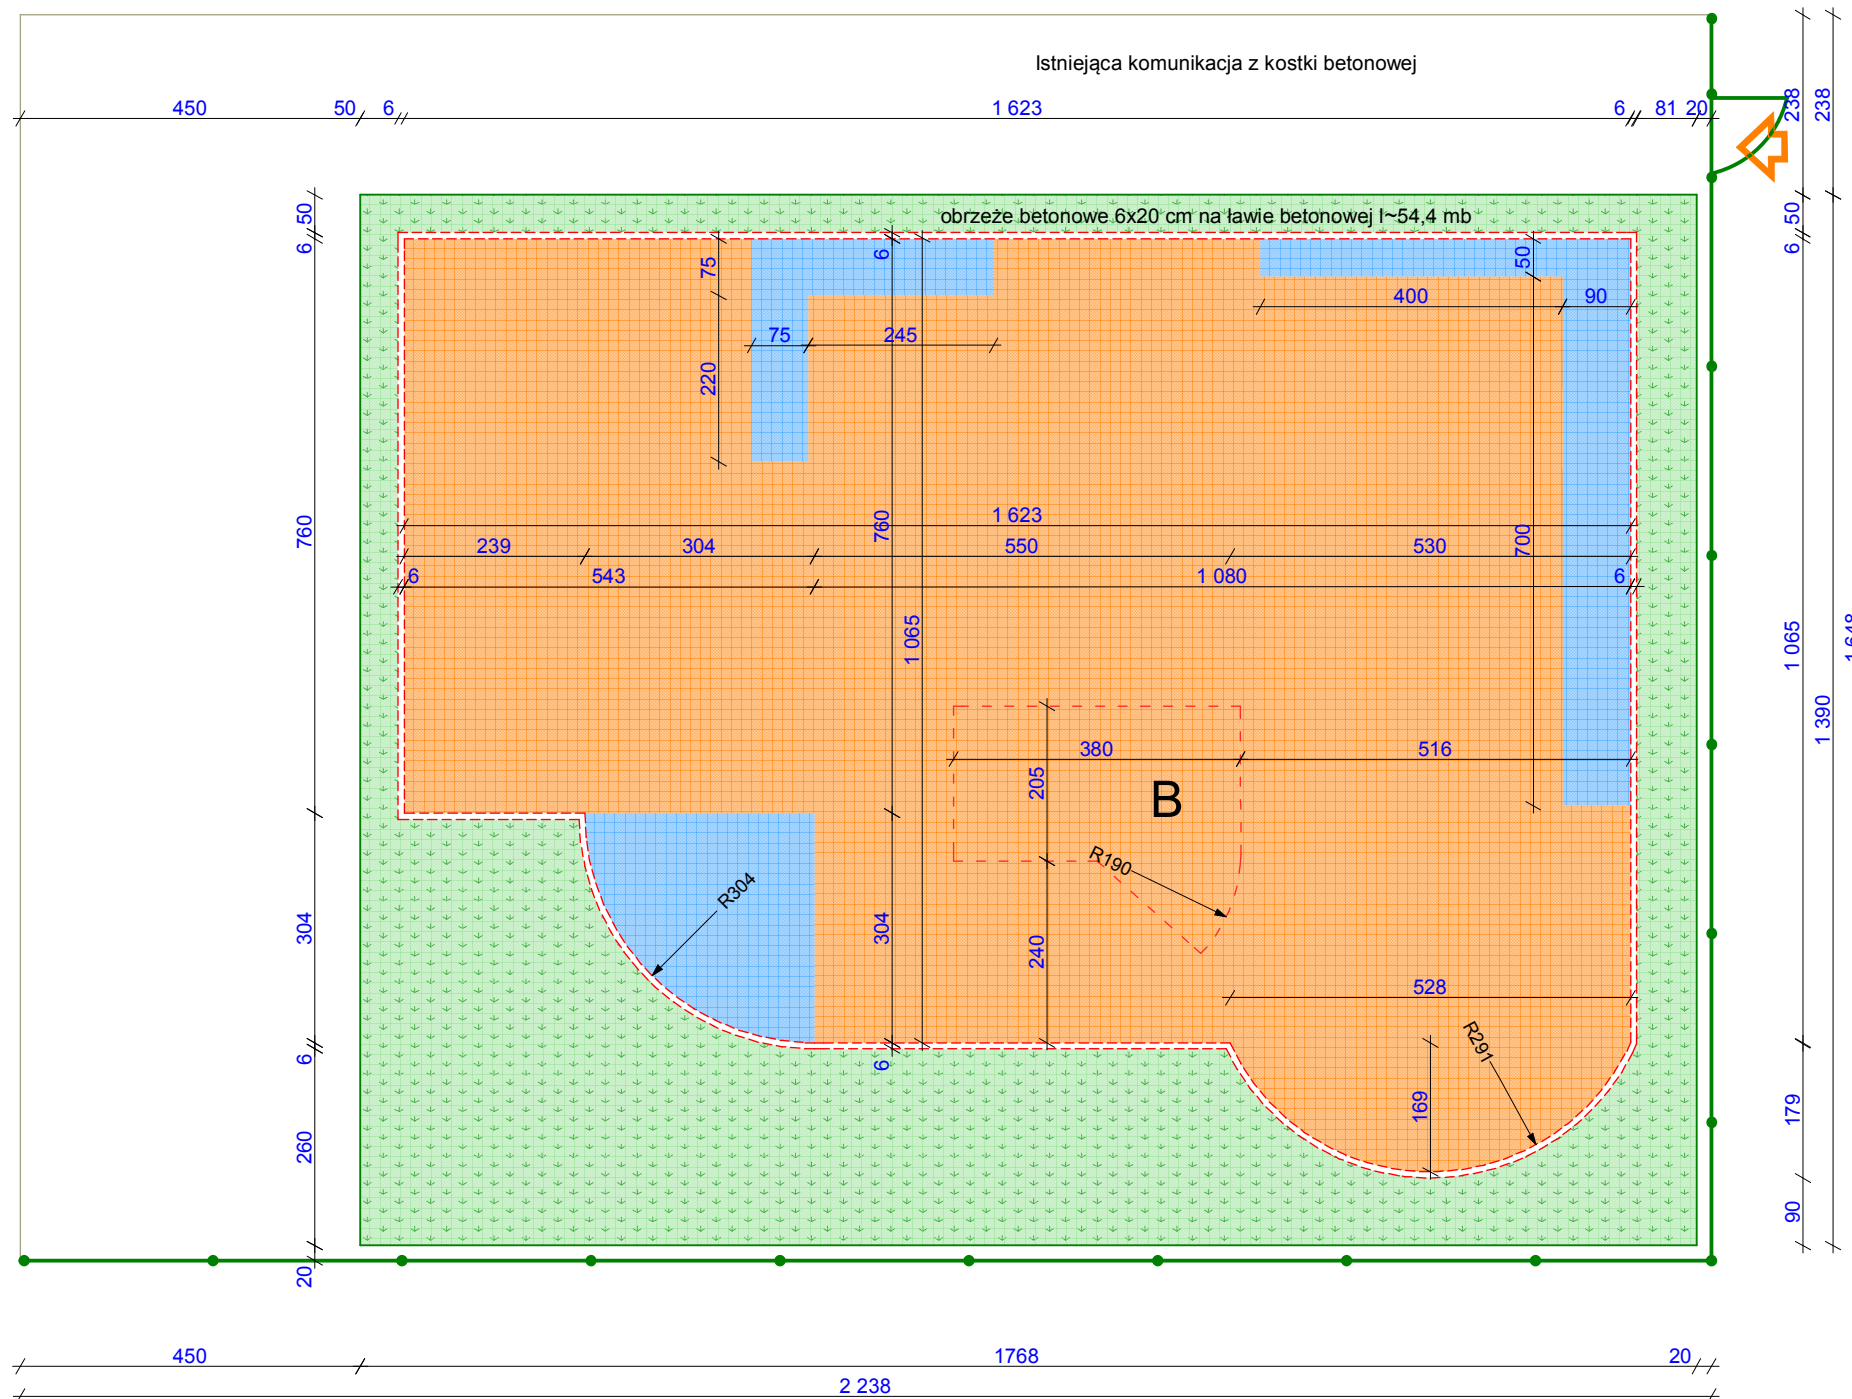 Istniejąca komunikacja z kostki betonowej
450 50 6 1 623 6 81 20
238 238
obrzeże betonowe 6x20 cm na ławie betonowej l~54,4 mb
50 6 50 6
75 6 50
400 90
75 245
220
760 760 1 623 700
239 304 550 530
6 543 1 080 6
1 065 1 065 1 648
1 390
380 516
205 B
R190
R304
304 304 240
528
R291
6 6
169 179
260 90
20
450 1768 20
2 238